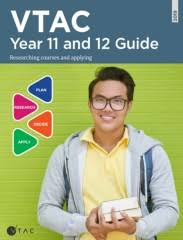 VTAC
Year 11 and 12 Guide
Researching courses and applying
PLAN
RESEARCH
DECIDE
APPLY
VTAC